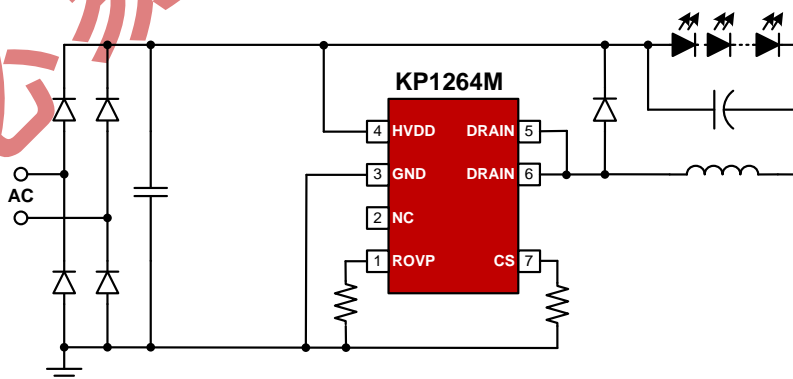 KP1264M
4 HVDD DRAIN 5
3 GND DRAIN 6
2 NC
1 ROVP CS 7
AC